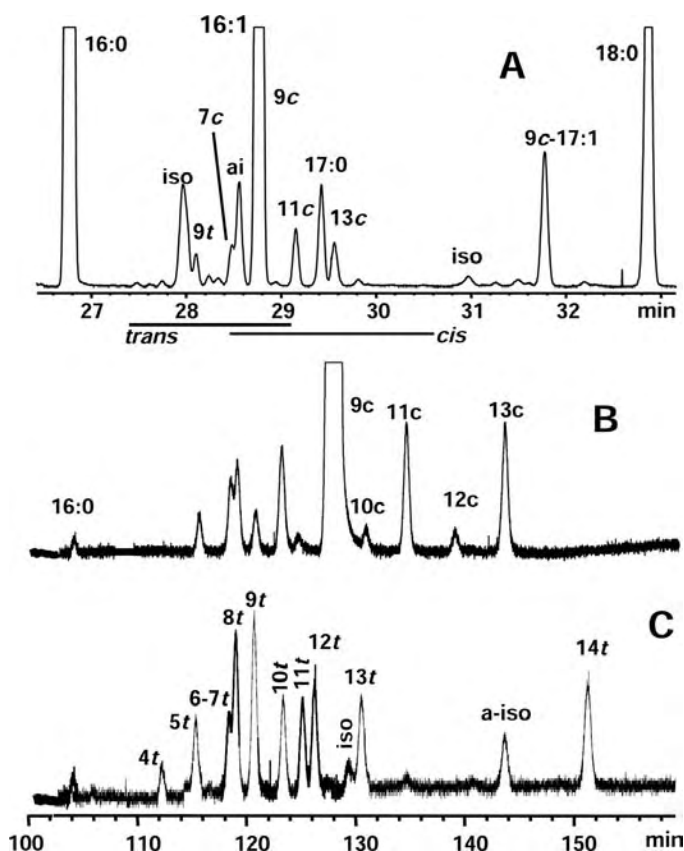 16:0
16:1
18:0
A
7c
9c
iso
ai
9c-17:1
9t
17:0
11c
13c
iso
27 28 29 30 31 32 min
trans
cis
9c
11c
13c
B
16:0
10c
12c
9t
C
8t
12t
14t
10t
11t
13t
6-7t
5t
iso
a-iso
4t
100 110 120 130 140 150 min